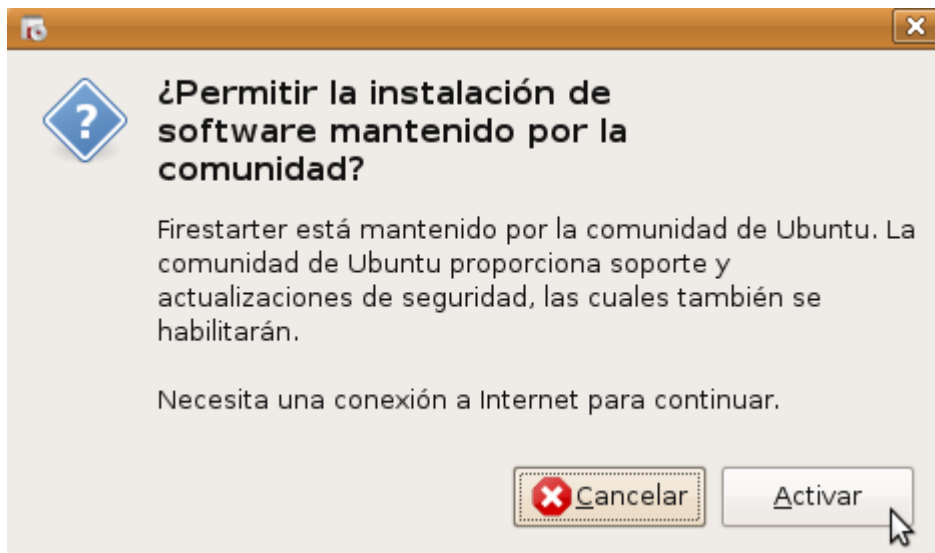 ¿Permitir la instalación de
software mantenido por la
comunidad?
Firestarter está mantenido por la comunidad de Ubuntu. La
comunidad de Ubuntu proporciona soporte y
actualizaciones de seguridad, las cuales también se
habilitarán.
Necesita una conexión a Internet para continuar.
Cancelar
Activar